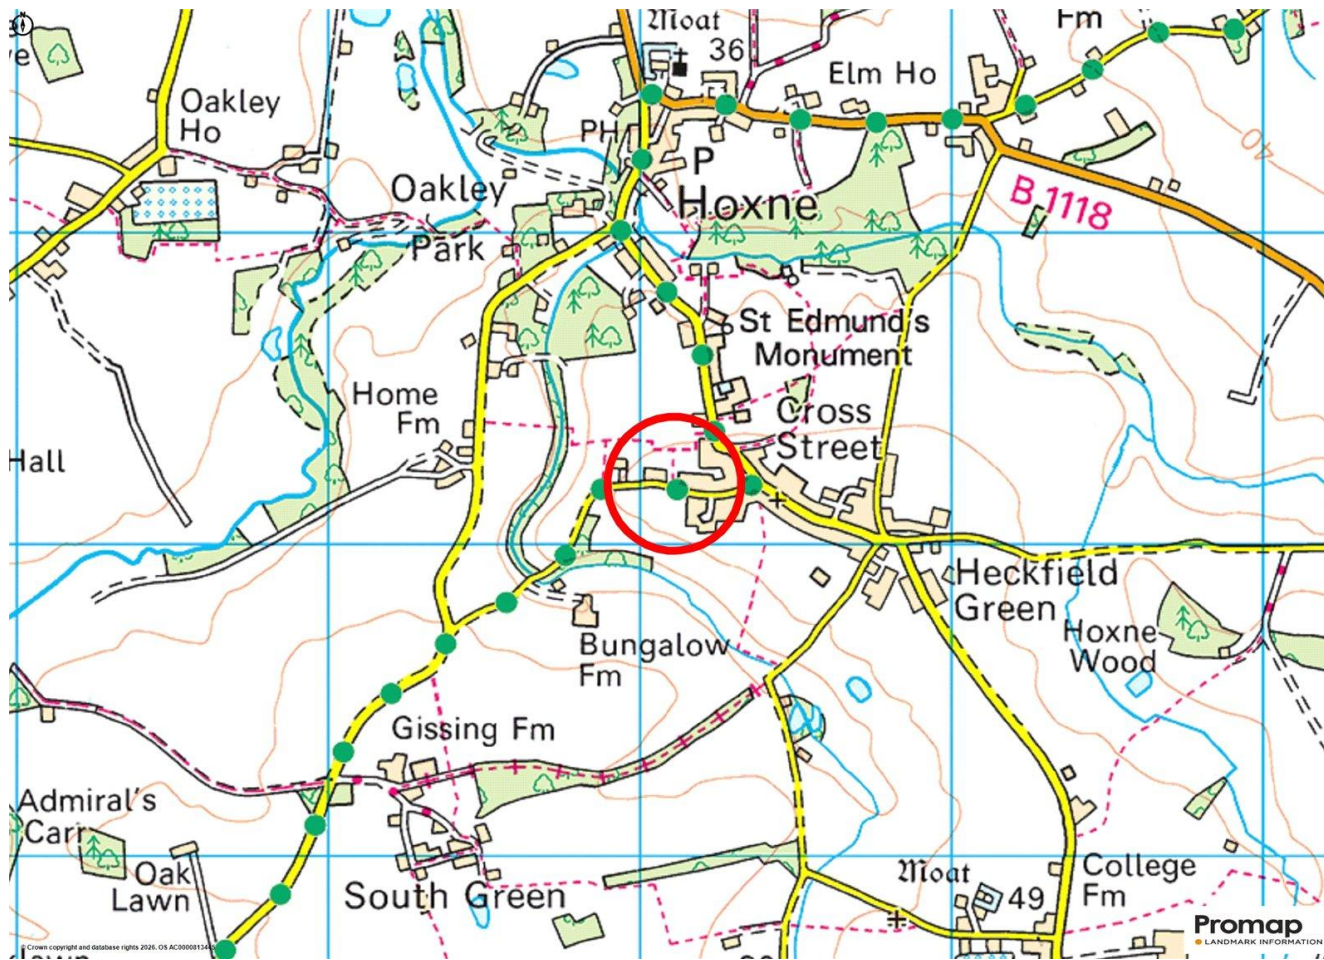 Moat
36
Fm
Elm Ho
Oakley
Ho
PH
P
Hoxne
40
B 1118
Oakley
Park
St Edmund's
Monument
Home
Fm
Cross
Street
Hall
Heckfield
Green
Hoxne
Wood
Bungalow
Fm
Gissing Fm
Admiral's
Carr
Oak
Lawn
South Green
Moat
49
College
Fm
Promap
LANDMARK INFORMATION